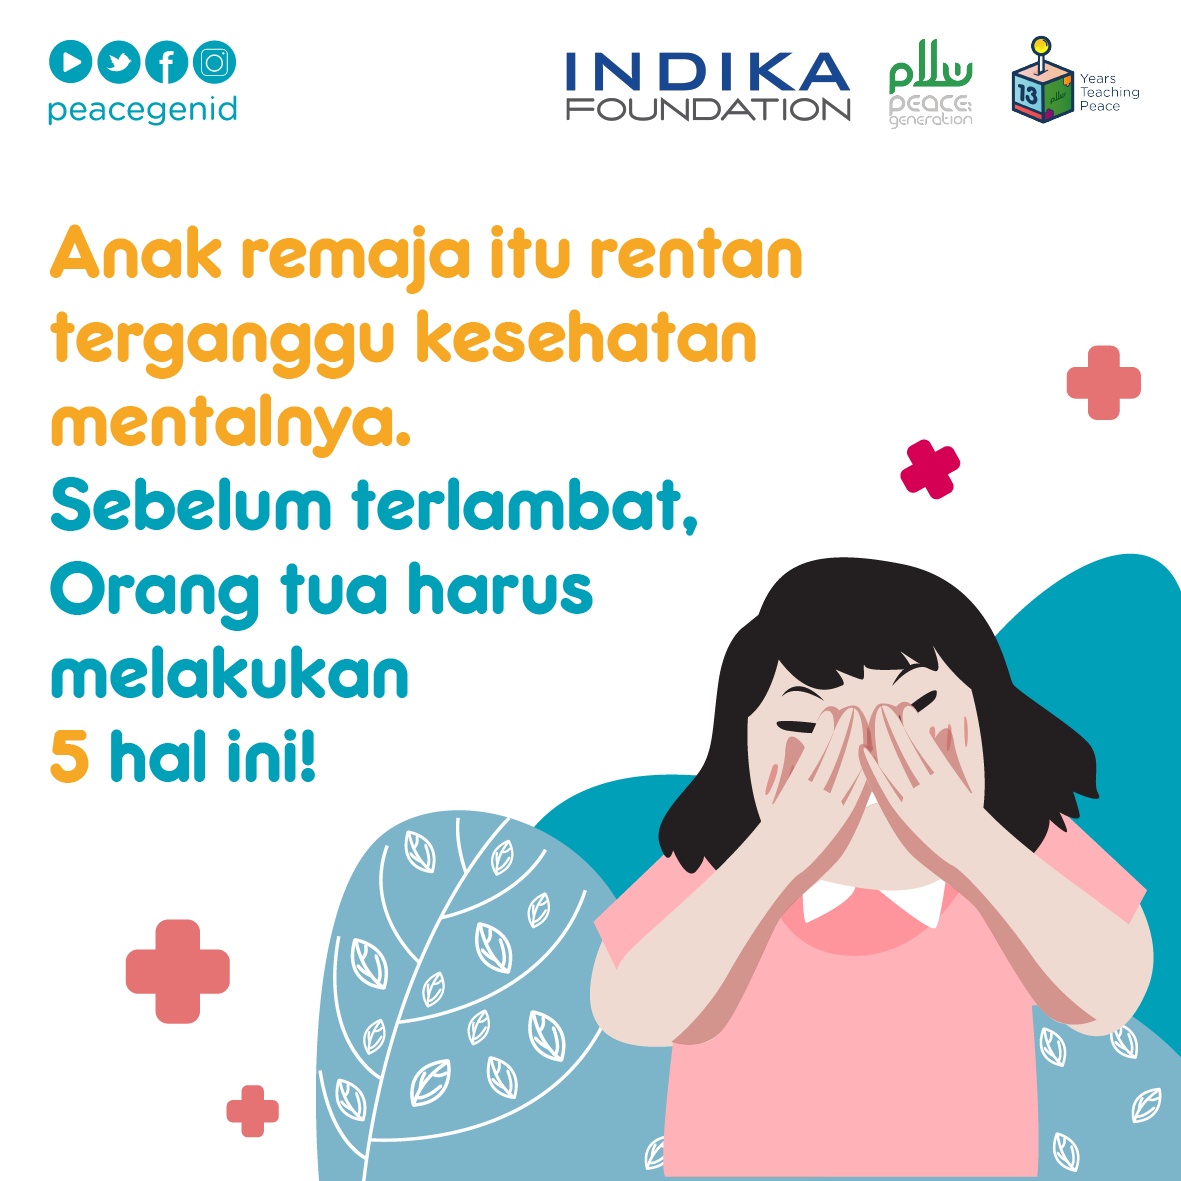 peacegenid
INDIKA
FOUNDATION
peace
generation
13
Years
Teaching
Peace
Anak remaja itu rentan
terganggu kesehatan
mentalnya.
Sebelum terlambat,
Orang tua harus
melakukan
5 hal ini!